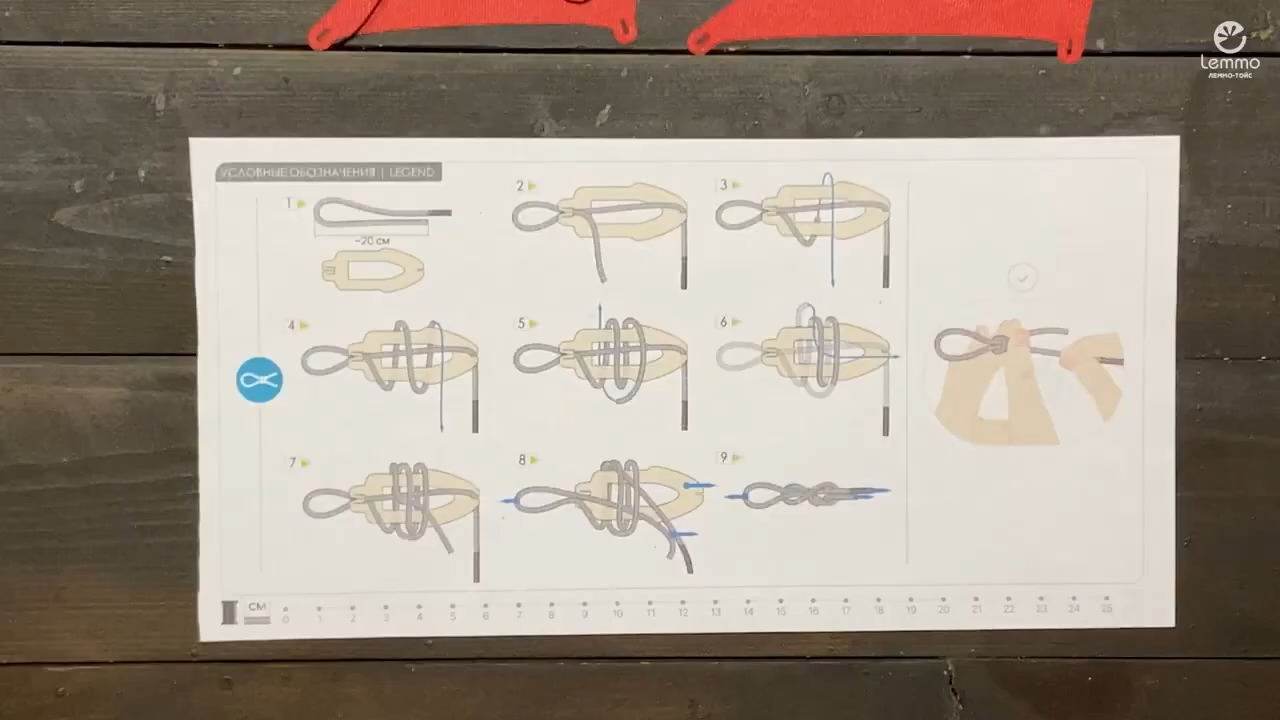 Lemmo
ЛЕММО-ТОЙС
УСЛОВНЫЕ ОБОЗНАЧЕНИЯ | LEGEND
1
2
3
~20 см
4
5
6
7
8
9
СМ
0 1 2 3 4 5 6 7 8 9 10 11 12 13 14 15 16 17 18 19 20 21 22 23 24 25